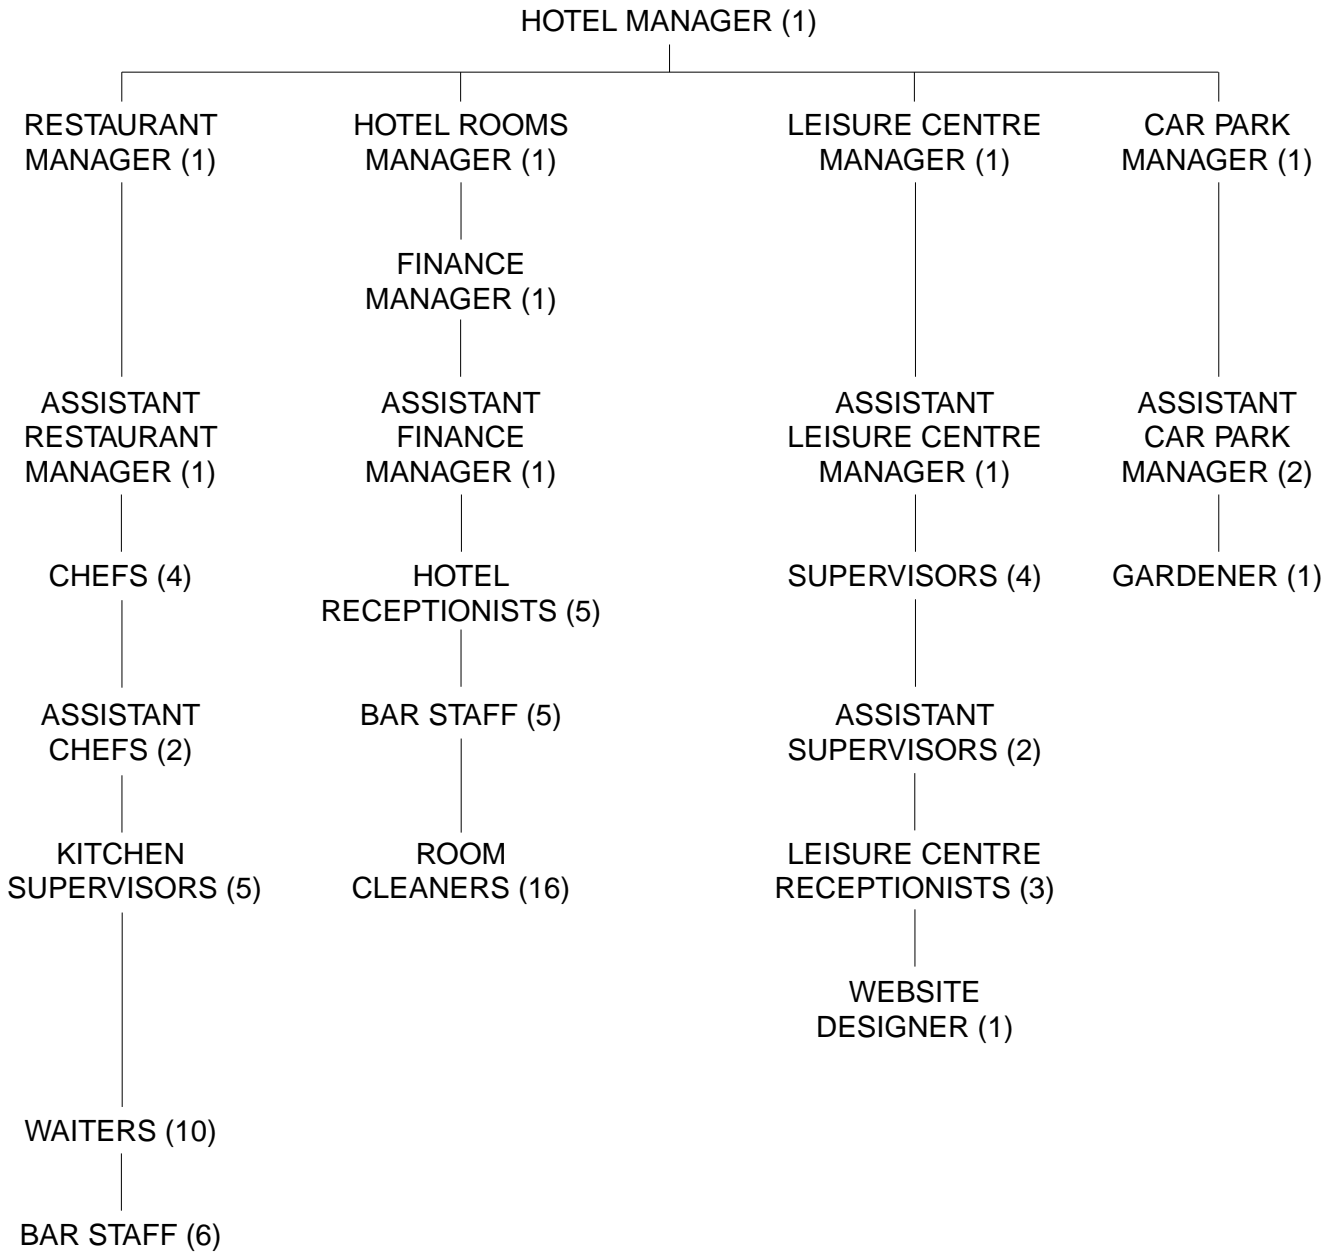 HOTEL MANAGER (1)
RESTAURANT
MANAGER (1)
HOTEL ROOMS
MANAGER (1)
LEISURE CENTRE
MANAGER (1)
CAR PARK
MANAGER (1)
FINANCE
MANAGER (1)
ASSISTANT
RESTAURANT
MANAGER (1)
ASSISTANT
FINANCE
MANAGER (1)
ASSISTANT
LEISURE CENTRE
MANAGER (1)
ASSISTANT
CAR PARK
MANAGER (2)
CHEFS (4)
HOTEL
RECEPTIONISTS (5)
SUPERVISORS (4)
GARDENER (1)
ASSISTANT
CHEFS (2)
BAR STAFF (5)
ASSISTANT
SUPERVISORS (2)
KITCHEN
SUPERVISORS (5)
ROOM
CLEANERS (16)
LEISURE CENTRE
RECEPTIONISTS (3)
WEBSITE
DESIGNER (1)
WAITERS (10)
BAR STAFF (6)